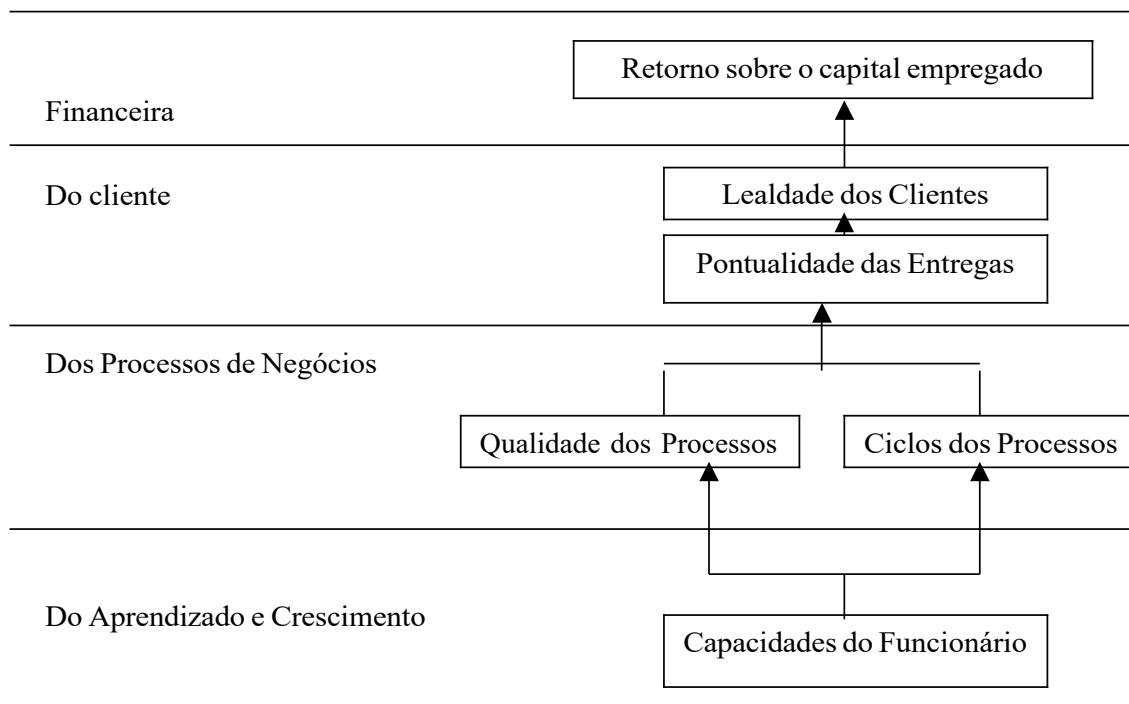 Retorno sobre o capital empregado
Financeira
Do cliente
Lealdade dos Clientes
Pontualidade das Entregas
Dos Processos de Negócios
Qualidade dos Processos
Ciclos dos Processos
Do Aprendizado e Crescimento
Capacidades do Funcionário